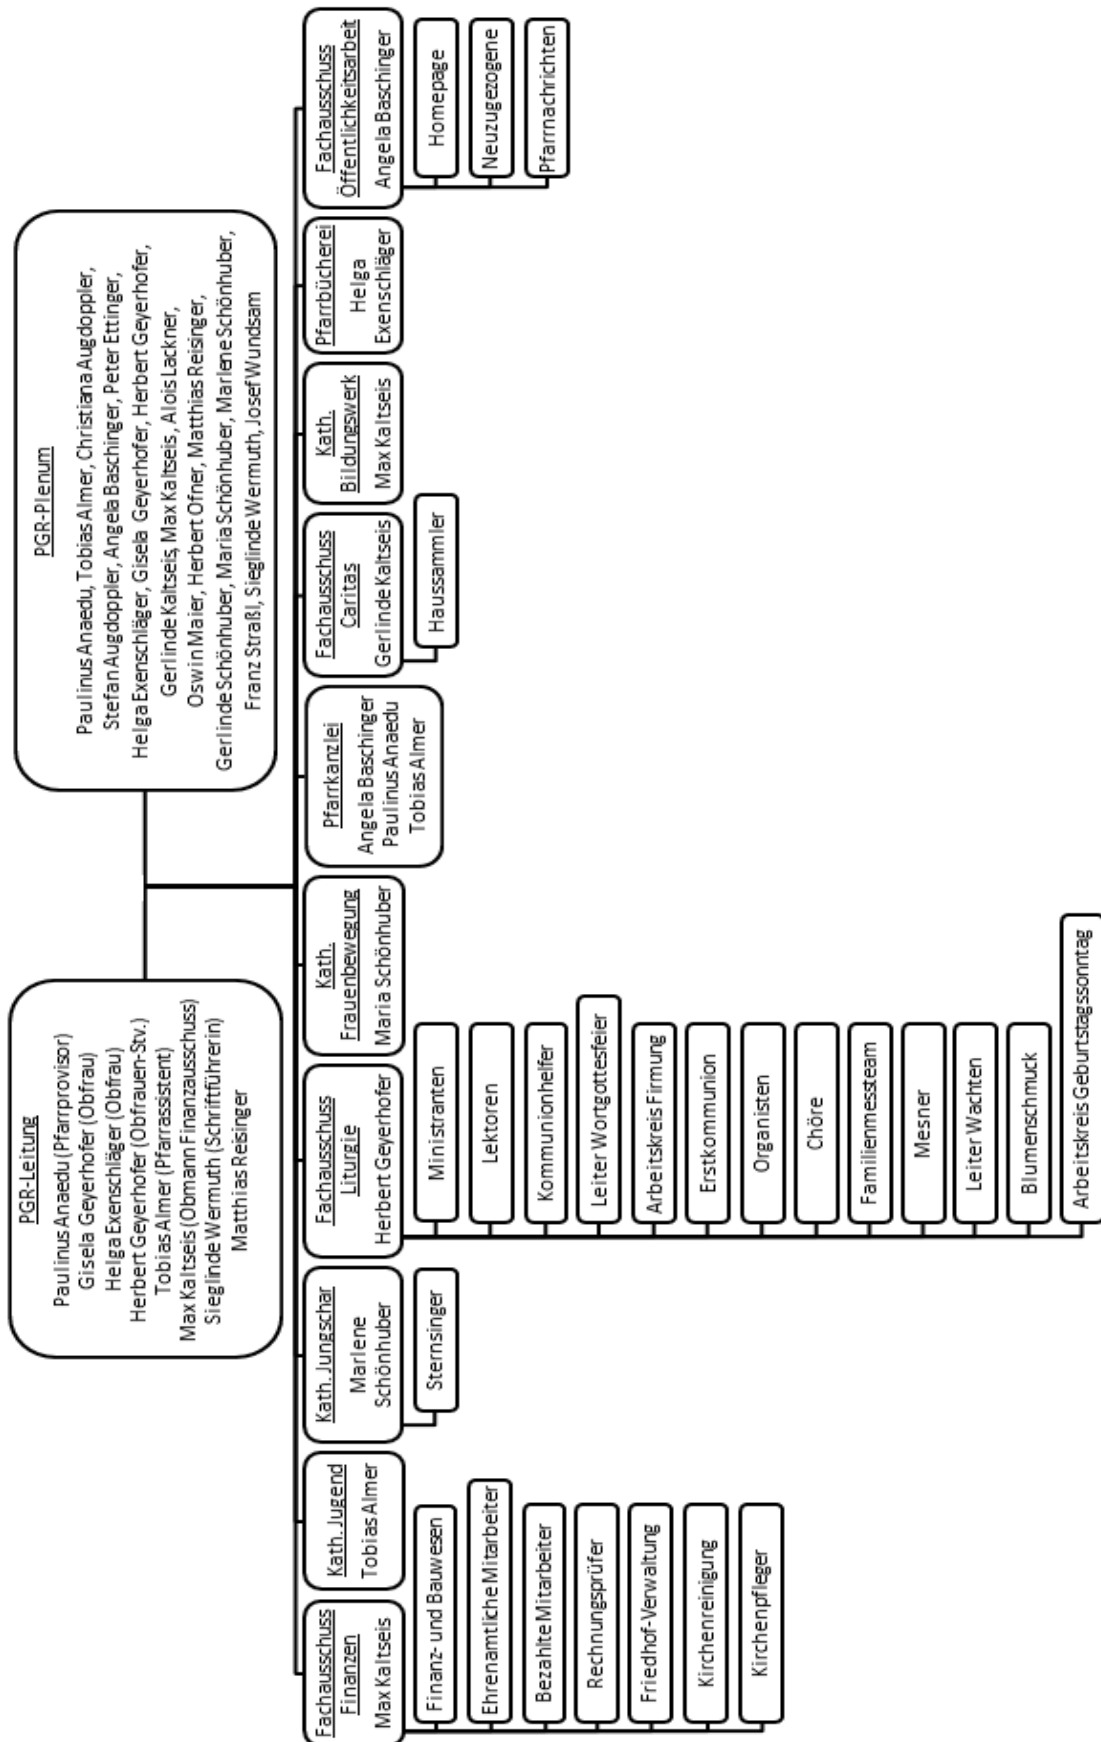 PGR-Leitung
Paulinus Anaedu (Pfarrprovisor)
Gisela Geyerhofer (Obfrau)
Helga Exenschläger (Obfrau)
Herbert Geyerhofer (Obfrauen-Stv.)
Tobias Almer (Pfarrassistent)
Max Kaltseis (Obmann Finanzausschuss)
Sieglinde Wermuth (Schriftführerin)
Matthias Reisinger
PGR-Plenum
Paulinus Anaedu, Tobias Almer, Christiana Augdoppler,
Stefan Augdoppler, Angela Baschinger, Peter Ettinger,
Helga Exenschläger, Gisela Geyerhofer, Herbert Geyerhofer,
Gerlinde Kaltseis, Max Kaltseis, Alois Lackner,
Oswin Maier, Herbert Ofner, Matthias Reisinger,
Gerlinde Schönhuber, Maria Schönhuber, Marlene Schönhuber,
Franz Straßl, Sieglinde Wermuth, Josef Wundsam
Fachausschuss
Finanzen
Max Kaltseis
Finanz- und Bauwesen
Ehrenamtliche Mitarbeiter
Bezahlte Mitarbeiter
Rechnungsprüfer
Friedhof-Verwaltung
Kirchenreinigung
Kirchenpfleger
Kath. Jugend
Tobias Almer
Kath. Jungschar
Marlene
Schönhuber
Sternsinger
Fachausschuss
Liturgie
Herbert Geyerhofer
Ministranten
Lektoren
Kommunionhelfer
Leiter Wortgottesfeier
Arbeitskreis Firmung
Erstkommunion
Organisten
Chöre
Familienmessteam
Mesner
Leiter Wachten
Blumenschmuck
Arbeitskreis Geburtstagssonntag
Kath.
Frauenbewegung
Maria Schönhuber
Pfarrkanzlei
Angela Baschinger
Paulinus Anaedu
Tobias Almer
Fachausschuss
Caritas
Gerlinde Kaltseis
Haussammler
Kath.
Bildungswerk
Max Kaltseis
Pfarrbücherei
Helga
Exenschläger
Fachausschuss
Öffentlichkeitsarbeit
Angela Baschinger
Homepage
Neuzugezogene
Pfarrnachrichten